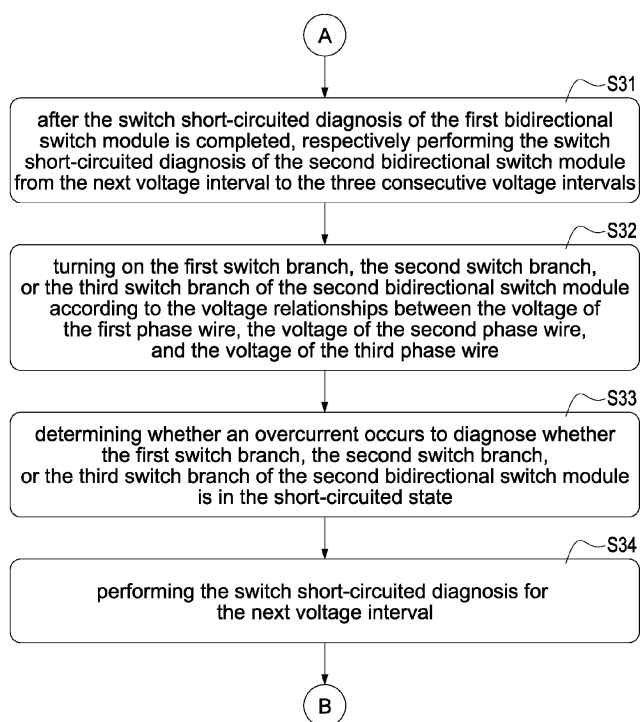 A
S31
after the switch short-circuited diagnosis of the first bidirectional
switch module is completed, respectively performing the switch
short-circuited diagnosis of the second bidirectional switch module
from the next voltage interval to the three consecutive voltage intervals
S32
turning on the first switch branch, the second switch branch,
or the third switch branch of the second bidirectional switch module
according to the voltage relationships between the voltage of
the first phase wire, the voltage of the second phase wire,
and the voltage of the third phase wire
S33
determining whether an overcurrent occurs to diagnose whether
the first switch branch, the second switch branch,
or the third switch branch of the second bidirectional switch module
is in the short-circuited state
S34
performing the switch short-circuited diagnosis for
the next voltage interval
B